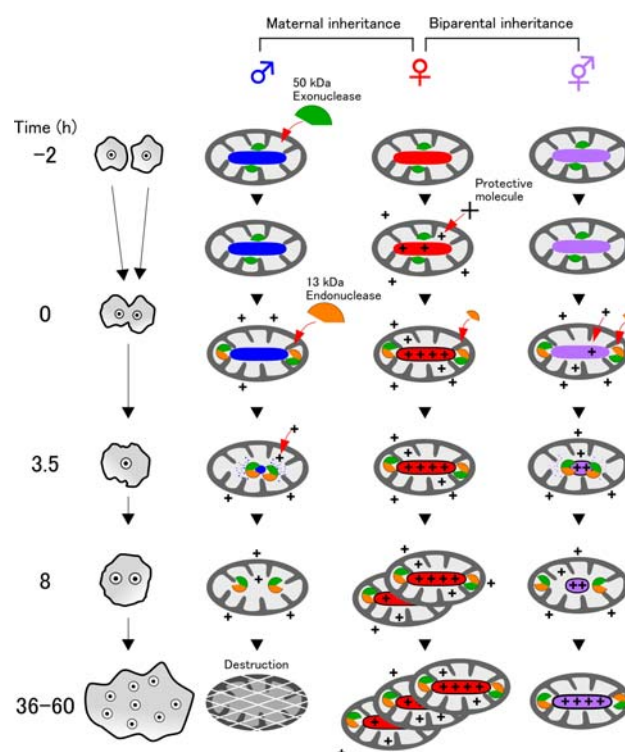 Maternal inheritance
Biparental inheritance
♂
♀
⚥
50 kDa
Exonuclease
Time (h)
−2
Protective
molecule
13 kDa
Endonuclease
0
3.5
8
Destruction
36−60